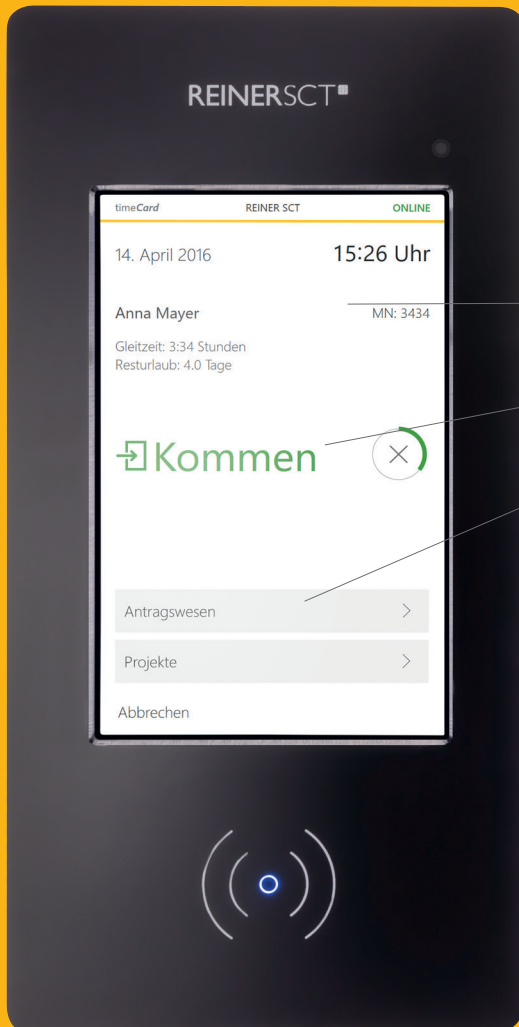 REINERSCT
timeCard REINER SCT ONLINE
14. April 2016 15:26 Uhr
Anna Mayer MN: 3434
Gleitzeit: 3:34 Stunden
Resturlaub: 4.0 Tage
Kommen
Antragswesen
Projekte
Abbrechen